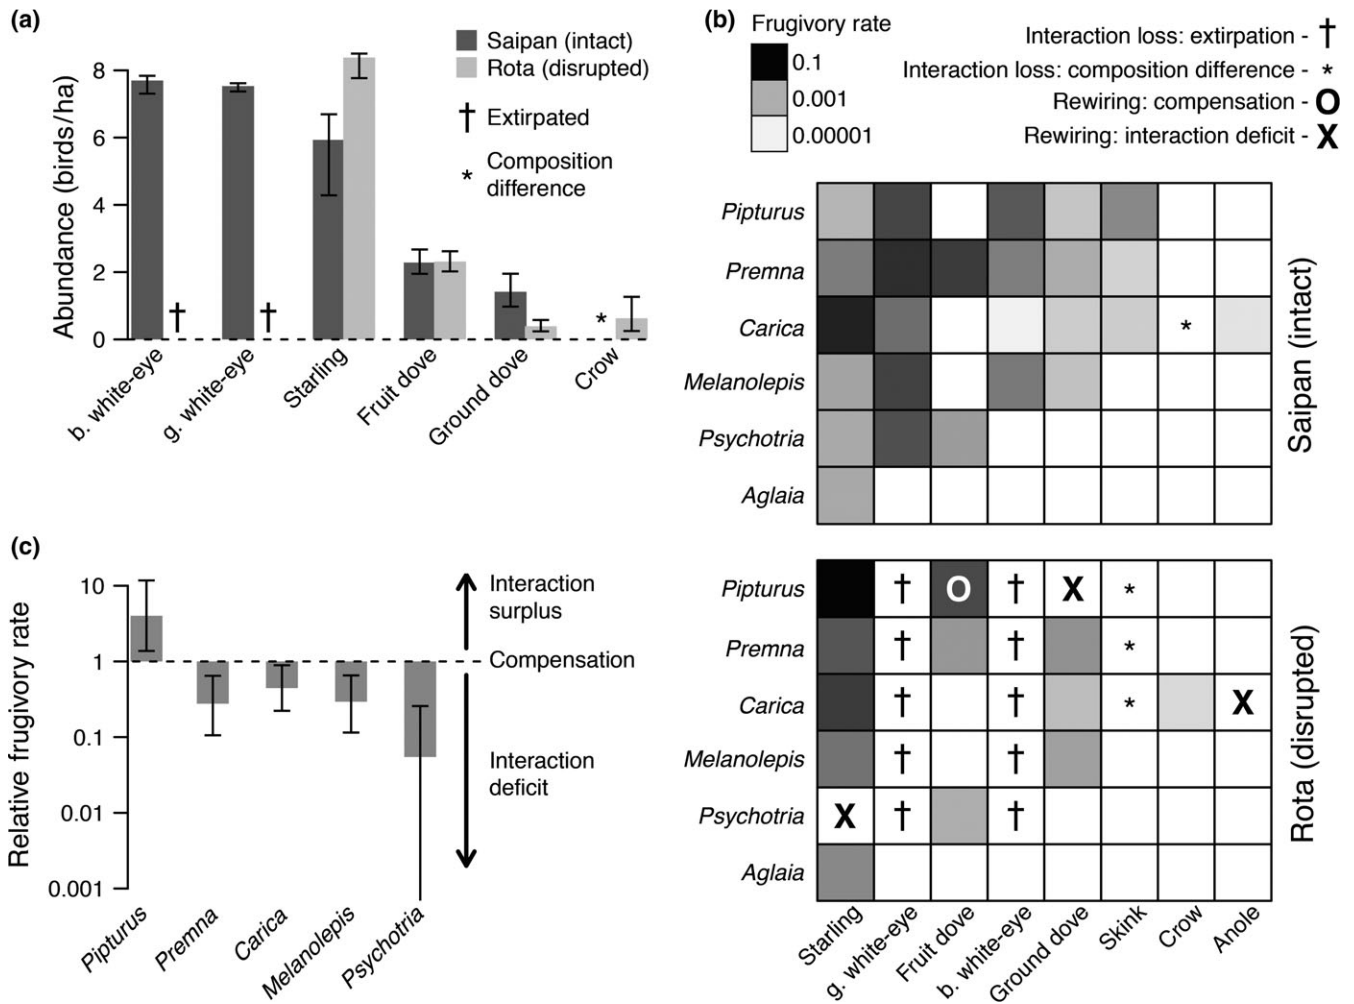 (a)
Saipan (intact)
Rota (disrupted)
† Extirpated
* Composition
difference
Abundance (birds/ha)
8
6
4
2
0
†
†
*
b. white-eye
g. white-eye
Starling
Fruit dove
Ground dove
Crow
(b)
Frugivory rate
0.1
0.001
0.00001
Interaction loss: extirpation - †
Interaction loss: composition difference - *
Rewiring: compensation - O
Rewiring: interaction deficit - X
Pipturus
Premna
Carica *
Melanolepis
Psychotria
Aglaia
Saipan (intact)
Pipturus † O † X *
Premna † † *
Carica † † * X
Melanolepis † †
Psychotria X † †
Aglaia
Rota (disrupted)
Starling
g. white-eye
Fruit dove
b. white-eye
Ground dove
Skink
Crow
Anole
(c)
Relative frugivory rate
10
1
0.1
0.01
0.001
Interaction
surplus
Compensation
Interaction
deficit
Pipturus
Premna
Carica
Melanolepis
Psychotria